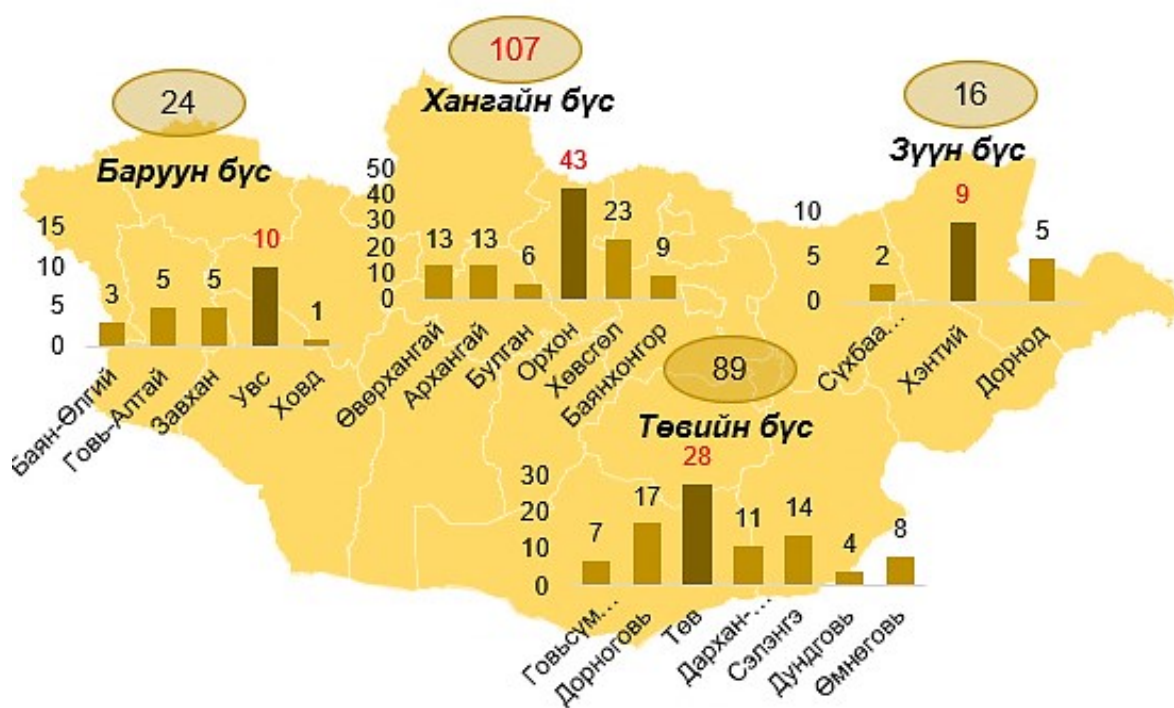 24
Баруун бүс
15
10
5
0
3
5
5
10
1
Баян-Өлгий
Говь-Алтай
Завхан
Увс
Ховд
107
Хангайн бүс
50
40
30
20
10
0
13
13
6
43
23
9
Өвөрхангай
Архангай
Булган
Орхон
Хөвсгөл
Баянхонгор
16
Зүүн бүс
10
5
0
2
9
5
Сүхбаа...
Хэнтий
Дорнод
89
Төвийн бүс
30
20
10
0
7
17
28
11
14
4
8
Говьсүм...
Дорноговь
Төв
Дархан-...
Сэлэнгэ
Дундговь
Өмнөговь